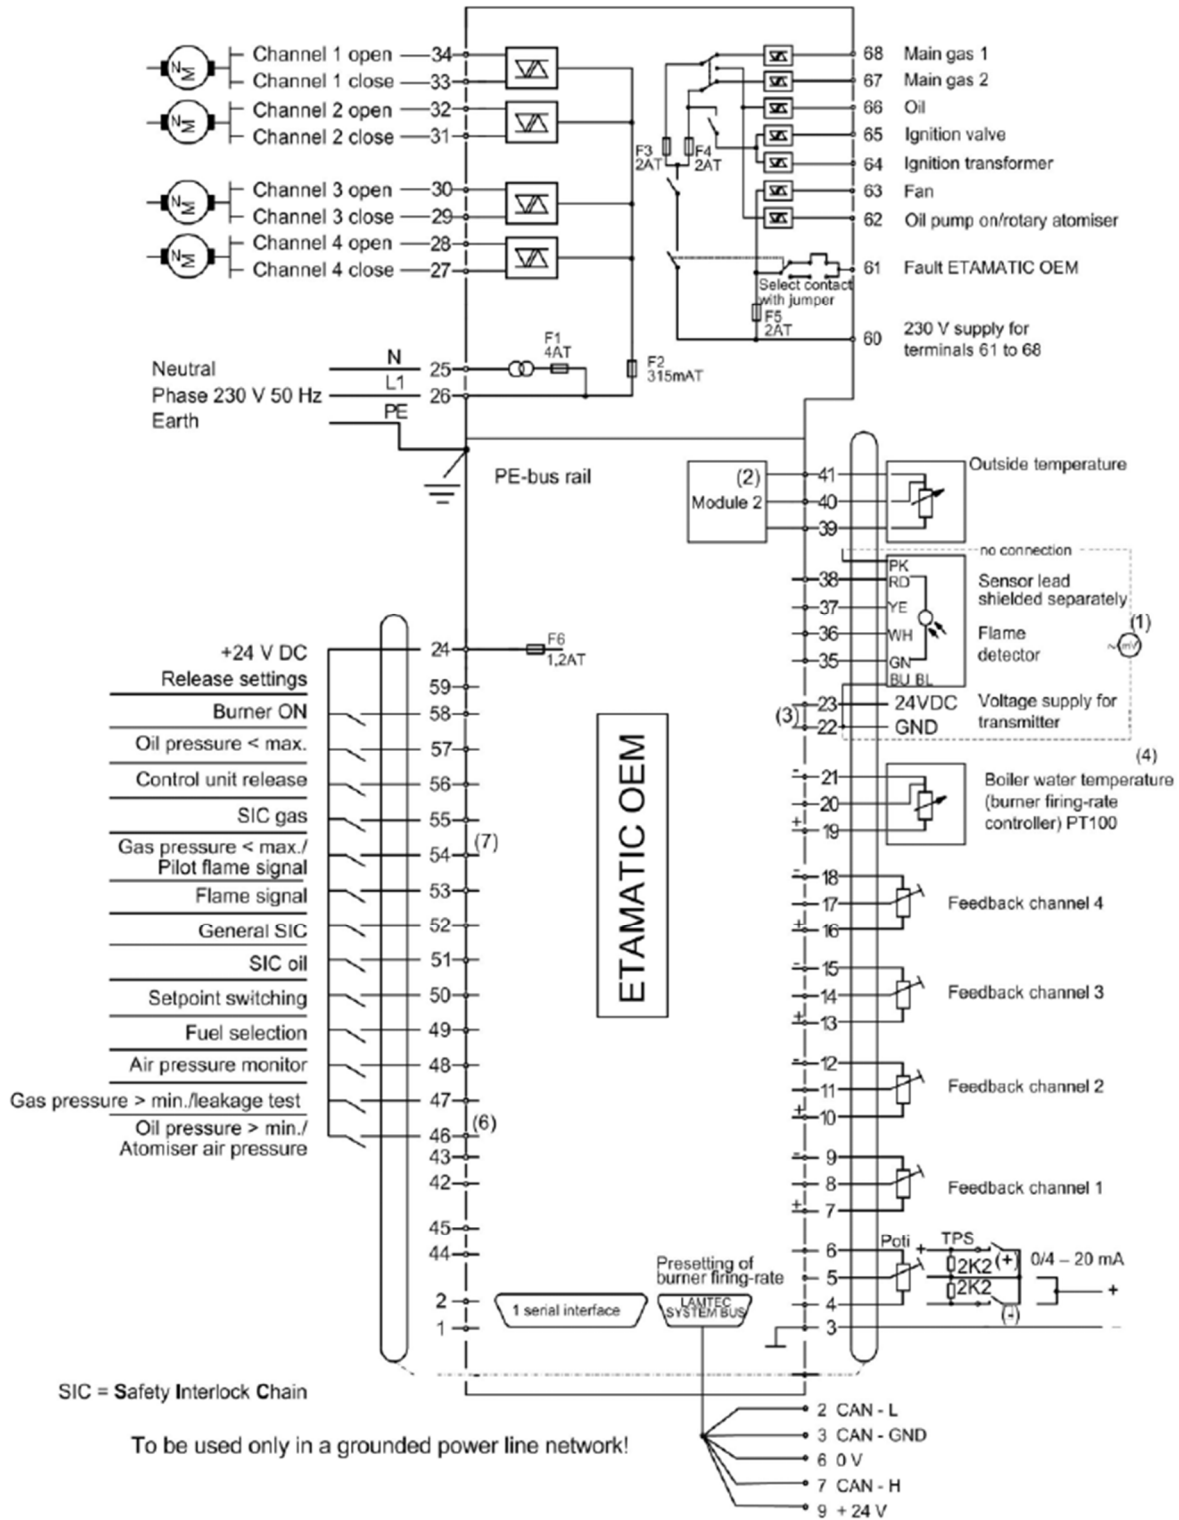 Channel 1 open 34
Channel 1 close 33
Channel 2 open 32
Channel 2 close 31
Channel 3 open 30
Channel 3 close 29
Channel 4 open 28
Channel 4 close 27
N M
N M
N M
N M
68 Main gas 1
67 Main gas 2
66 Oil
65 Ignition valve
64 Ignition transformer
63 Fan
62 Oil pump on/rotary atomiser
61 Fault ETAMATIC OEM
60 230 V supply for
terminals 61 to 68
F3
2AT
F4
2AT
Select contact
with jumper
F5
2AT
F1
4AT
F2
315mAT
Neutral N 25
Phase 230 V 50 Hz L1 26
Earth PE
PE-bus rail
(2)
Module 2
41
40
39
Outside temperature
no connection
PK
38 RD
37 YE
36 WH
35 GN
BU BL
Sensor lead
shielded separately
Flame
detector
(1)
~ mV
(3)
23 24VDC
22 GND
Voltage supply for
transmitter
(4)
- 21
20
+ 19
Boiler water temperature
(burner firing-rate
controller) PT100
- 18
17
+ 16
Feedback channel 4
- 15
14
+ 13
Feedback channel 3
- 12
11
+ 10
Feedback channel 2
- 9
8
+ 7
Feedback channel 1
6
5
4
3
Poti + TPS
2K2 (+)
2K2
(-)
0/4 – 20 mA
+
–
F6
1,2AT
+24 V DC 24
Release settings 59
Burner ON 58
Oil pressure < max. 57
Control unit release 56
SIC gas 55
Gas pressure < max./
Pilot flame signal 54 (7)
Flame signal 53
General SIC 52
SIC oil 51
Setpoint switching 50
Fuel selection 49
Air pressure monitor 48
Gas pressure > min./leakage test 47
Oil pressure > min./
Atomiser air pressure 46 (6)
43
42
45
44
2
1
ETAMATIC OEM
1 serial interface
Presetting of
burner firing-rate
LAMTEC
SYSTEM BUS
SIC = Safety Interlock Chain
To be used only in a grounded power line network!
2 CAN - L
3 CAN - GND
6 0 V
7 CAN - H
9 + 24 V